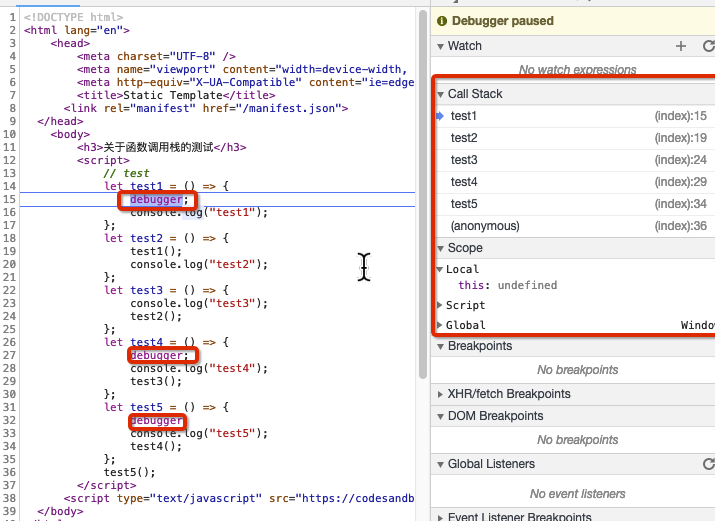 1 <!DOCTYPE html>
2 <html lang="en">
3 <head>
4 <meta charset="UTF-8" />
5 <meta name="viewport" content="width=device-width,
6 <meta http-equiv="X-UA-Compatible" content="ie=edge
7 <title>Static Template</title>
8 <link rel="manifest" href="/manifest.json">
9 </head>
10 <body>
11 <h3>关于函数调用栈的测试</h3>
12 <script>
13 // test
14 let test1 = () => {
15 debugger;
16 console.log("test1");
17 };
18 let test2 = () => {
19 test1();
20 console.log("test2");
21 };
22 let test3 = () => {
23 console.log("test3");
24 test2();
25 };
26 let test4 = () => {
27 debugger;
28 console.log("test4");
29 test3();
30 };
31 let test5 = () => {
32 debugger
33 console.log("test5");
34 test4();
35 };
36 test5();
37 </script>
38 <script type="text/javascript" src="https://codesandb
39 </body>
Debugger paused
Watch
No watch expressions
Call Stack
test1 (index):15
test2 (index):19
test3 (index):24
test4 (index):29
test5 (index):34
(anonymous) (index):36
Scope
Local
this: undefined
Script
Global Window
Breakpoints
No breakpoints
XHR/fetch Breakpoints
DOM Breakpoints
No breakpoints
Global Listeners
No event listeners
Event Listener Breakpoints